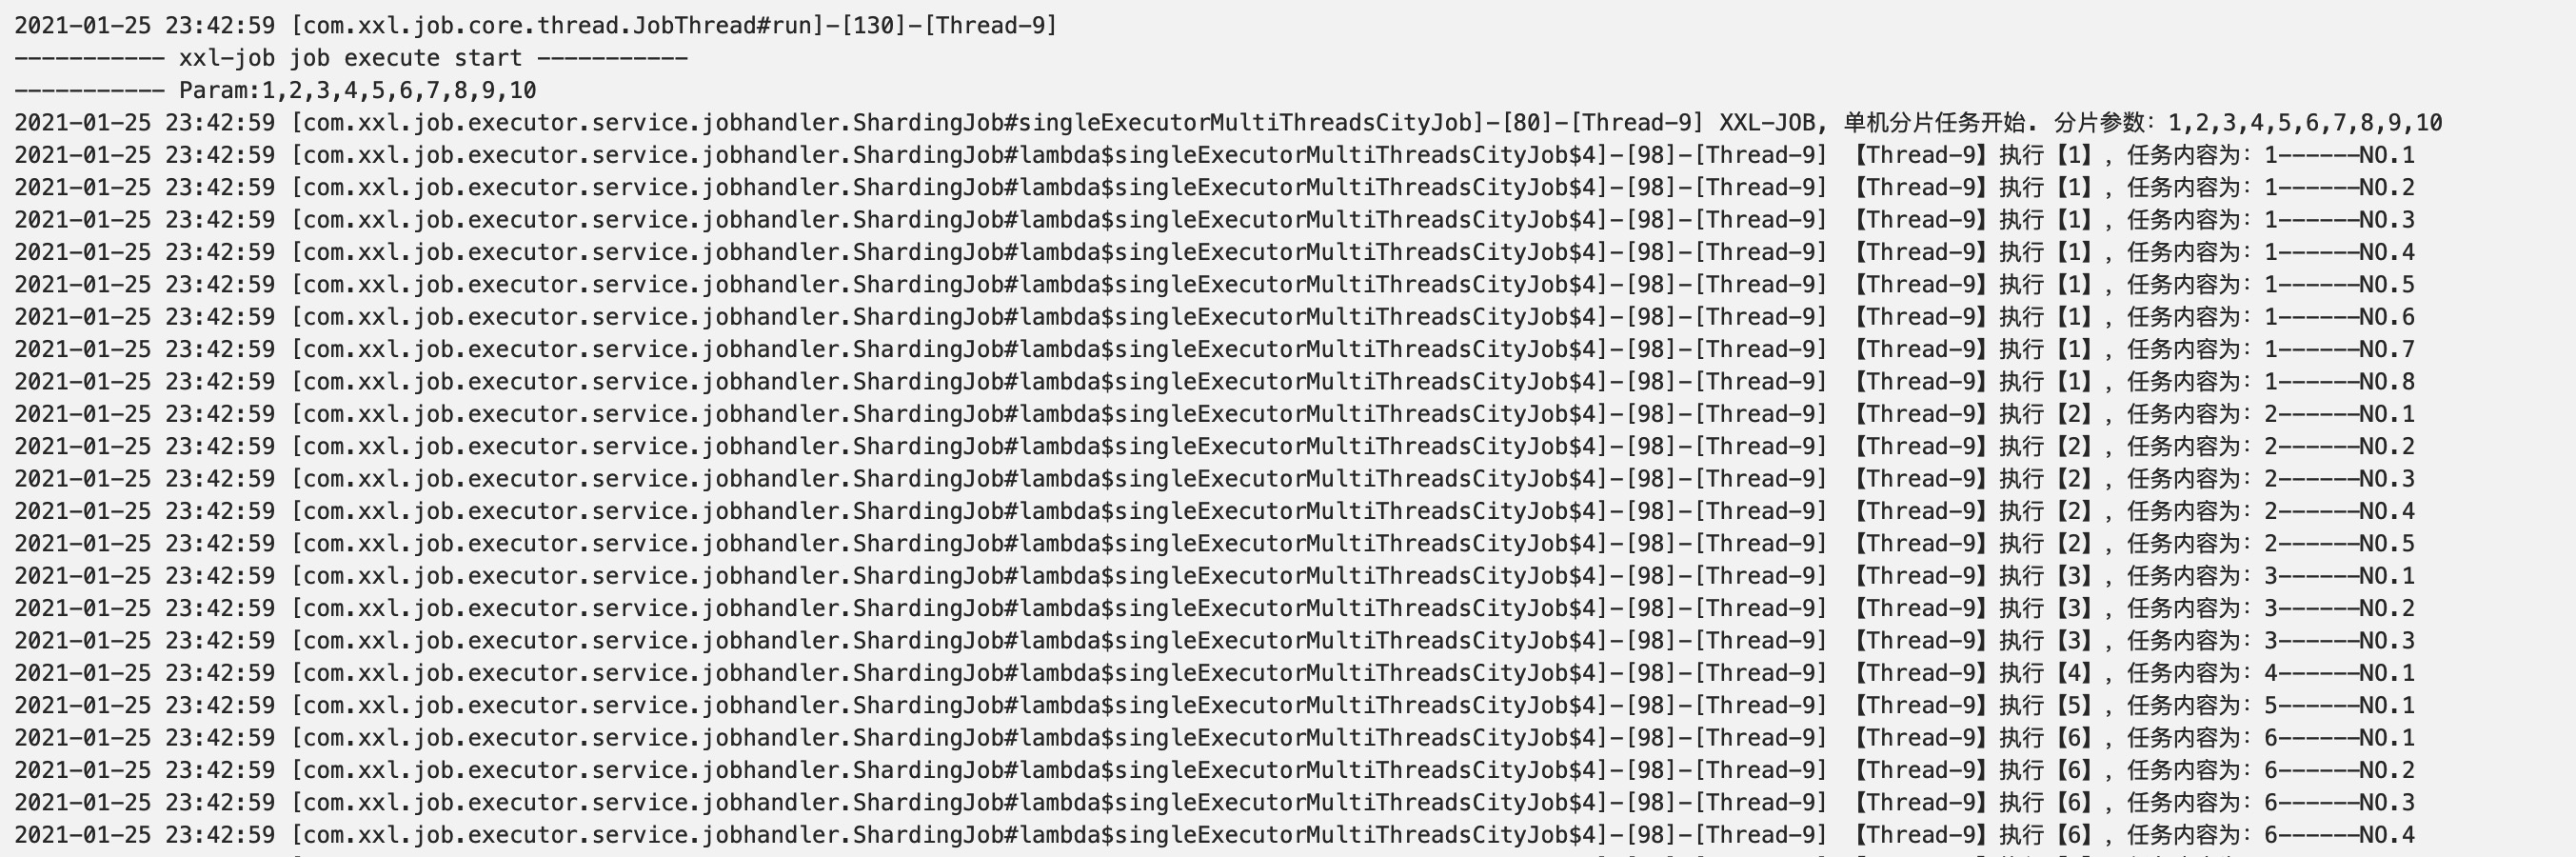 2021-01-25 23:42:59 [com.xxl.job.core.thread.JobThread#run]-[130]-[Thread-9]
----------- xxl-job job execute start -----------
----------- Param:1,2,3,4,5,6,7,8,9,10
2021-01-25 23:42:59 [com.xxl.job.executor.service.jobhandler.ShardingJob#singleExecutorMultiThreadsCityJob]-[80]-[Thread-9] XXL-JOB, 单机分片任务开始. 分片参数：1,2,3,4,5,6,7,8,9,10
2021-01-25 23:42:59 [com.xxl.job.executor.service.jobhandler.ShardingJob#lambda$singleExecutorMultiThreadsCityJob$4]-[98]-[Thread-9] 【Thread-9】执行【1】，任务内容为：1------NO.1
2021-01-25 23:42:59 [com.xxl.job.executor.service.jobhandler.ShardingJob#lambda$singleExecutorMultiThreadsCityJob$4]-[98]-[Thread-9] 【Thread-9】执行【1】，任务内容为：1------NO.2
2021-01-25 23:42:59 [com.xxl.job.executor.service.jobhandler.ShardingJob#lambda$singleExecutorMultiThreadsCityJob$4]-[98]-[Thread-9] 【Thread-9】执行【1】，任务内容为：1------NO.3
2021-01-25 23:42:59 [com.xxl.job.executor.service.jobhandler.ShardingJob#lambda$singleExecutorMultiThreadsCityJob$4]-[98]-[Thread-9] 【Thread-9】执行【1】，任务内容为：1------NO.4
2021-01-25 23:42:59 [com.xxl.job.executor.service.jobhandler.ShardingJob#lambda$singleExecutorMultiThreadsCityJob$4]-[98]-[Thread-9] 【Thread-9】执行【1】，任务内容为：1------NO.5
2021-01-25 23:42:59 [com.xxl.job.executor.service.jobhandler.ShardingJob#lambda$singleExecutorMultiThreadsCityJob$4]-[98]-[Thread-9] 【Thread-9】执行【1】，任务内容为：1------NO.6
2021-01-25 23:42:59 [com.xxl.job.executor.service.jobhandler.ShardingJob#lambda$singleExecutorMultiThreadsCityJob$4]-[98]-[Thread-9] 【Thread-9】执行【1】，任务内容为：1------NO.7
2021-01-25 23:42:59 [com.xxl.job.executor.service.jobhandler.ShardingJob#lambda$singleExecutorMultiThreadsCityJob$4]-[98]-[Thread-9] 【Thread-9】执行【1】，任务内容为：1------NO.8
2021-01-25 23:42:59 [com.xxl.job.executor.service.jobhandler.ShardingJob#lambda$singleExecutorMultiThreadsCityJob$4]-[98]-[Thread-9] 【Thread-9】执行【2】，任务内容为：2------NO.1
2021-01-25 23:42:59 [com.xxl.job.executor.service.jobhandler.ShardingJob#lambda$singleExecutorMultiThreadsCityJob$4]-[98]-[Thread-9] 【Thread-9】执行【2】，任务内容为：2------NO.2
2021-01-25 23:42:59 [com.xxl.job.executor.service.jobhandler.ShardingJob#lambda$singleExecutorMultiThreadsCityJob$4]-[98]-[Thread-9] 【Thread-9】执行【2】，任务内容为：2------NO.3
2021-01-25 23:42:59 [com.xxl.job.executor.service.jobhandler.ShardingJob#lambda$singleExecutorMultiThreadsCityJob$4]-[98]-[Thread-9] 【Thread-9】执行【2】，任务内容为：2------NO.4
2021-01-25 23:42:59 [com.xxl.job.executor.service.jobhandler.ShardingJob#lambda$singleExecutorMultiThreadsCityJob$4]-[98]-[Thread-9] 【Thread-9】执行【2】，任务内容为：2------NO.5
2021-01-25 23:42:59 [com.xxl.job.executor.service.jobhandler.ShardingJob#lambda$singleExecutorMultiThreadsCityJob$4]-[98]-[Thread-9] 【Thread-9】执行【3】，任务内容为：3------NO.1
2021-01-25 23:42:59 [com.xxl.job.executor.service.jobhandler.ShardingJob#lambda$singleExecutorMultiThreadsCityJob$4]-[98]-[Thread-9] 【Thread-9】执行【3】，任务内容为：3------NO.2
2021-01-25 23:42:59 [com.xxl.job.executor.service.jobhandler.ShardingJob#lambda$singleExecutorMultiThreadsCityJob$4]-[98]-[Thread-9] 【Thread-9】执行【3】，任务内容为：3------NO.3
2021-01-25 23:42:59 [com.xxl.job.executor.service.jobhandler.ShardingJob#lambda$singleExecutorMultiThreadsCityJob$4]-[98]-[Thread-9] 【Thread-9】执行【4】，任务内容为：4------NO.1
2021-01-25 23:42:59 [com.xxl.job.executor.service.jobhandler.ShardingJob#lambda$singleExecutorMultiThreadsCityJob$4]-[98]-[Thread-9] 【Thread-9】执行【5】，任务内容为：5------NO.1
2021-01-25 23:42:59 [com.xxl.job.executor.service.jobhandler.ShardingJob#lambda$singleExecutorMultiThreadsCityJob$4]-[98]-[Thread-9] 【Thread-9】执行【6】，任务内容为：6------NO.1
2021-01-25 23:42:59 [com.xxl.job.executor.service.jobhandler.ShardingJob#lambda$singleExecutorMultiThreadsCityJob$4]-[98]-[Thread-9] 【Thread-9】执行【6】，任务内容为：6------NO.2
2021-01-25 23:42:59 [com.xxl.job.executor.service.jobhandler.ShardingJob#lambda$singleExecutorMultiThreadsCityJob$4]-[98]-[Thread-9] 【Thread-9】执行【6】，任务内容为：6------NO.3
2021-01-25 23:42:59 [com.xxl.job.executor.service.jobhandler.ShardingJob#lambda$singleExecutorMultiThreadsCityJob$4]-[98]-[Thread-9] 【Thread-9】执行【6】，任务内容为：6------NO.4